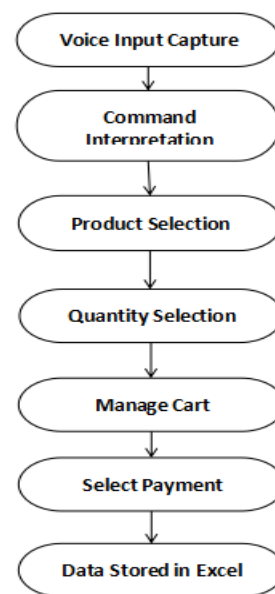 Voice Input Capture
Command
Interpretation
Product Selection
Quantity Selection
Manage Cart
Select Payment
Data Stored in Excel